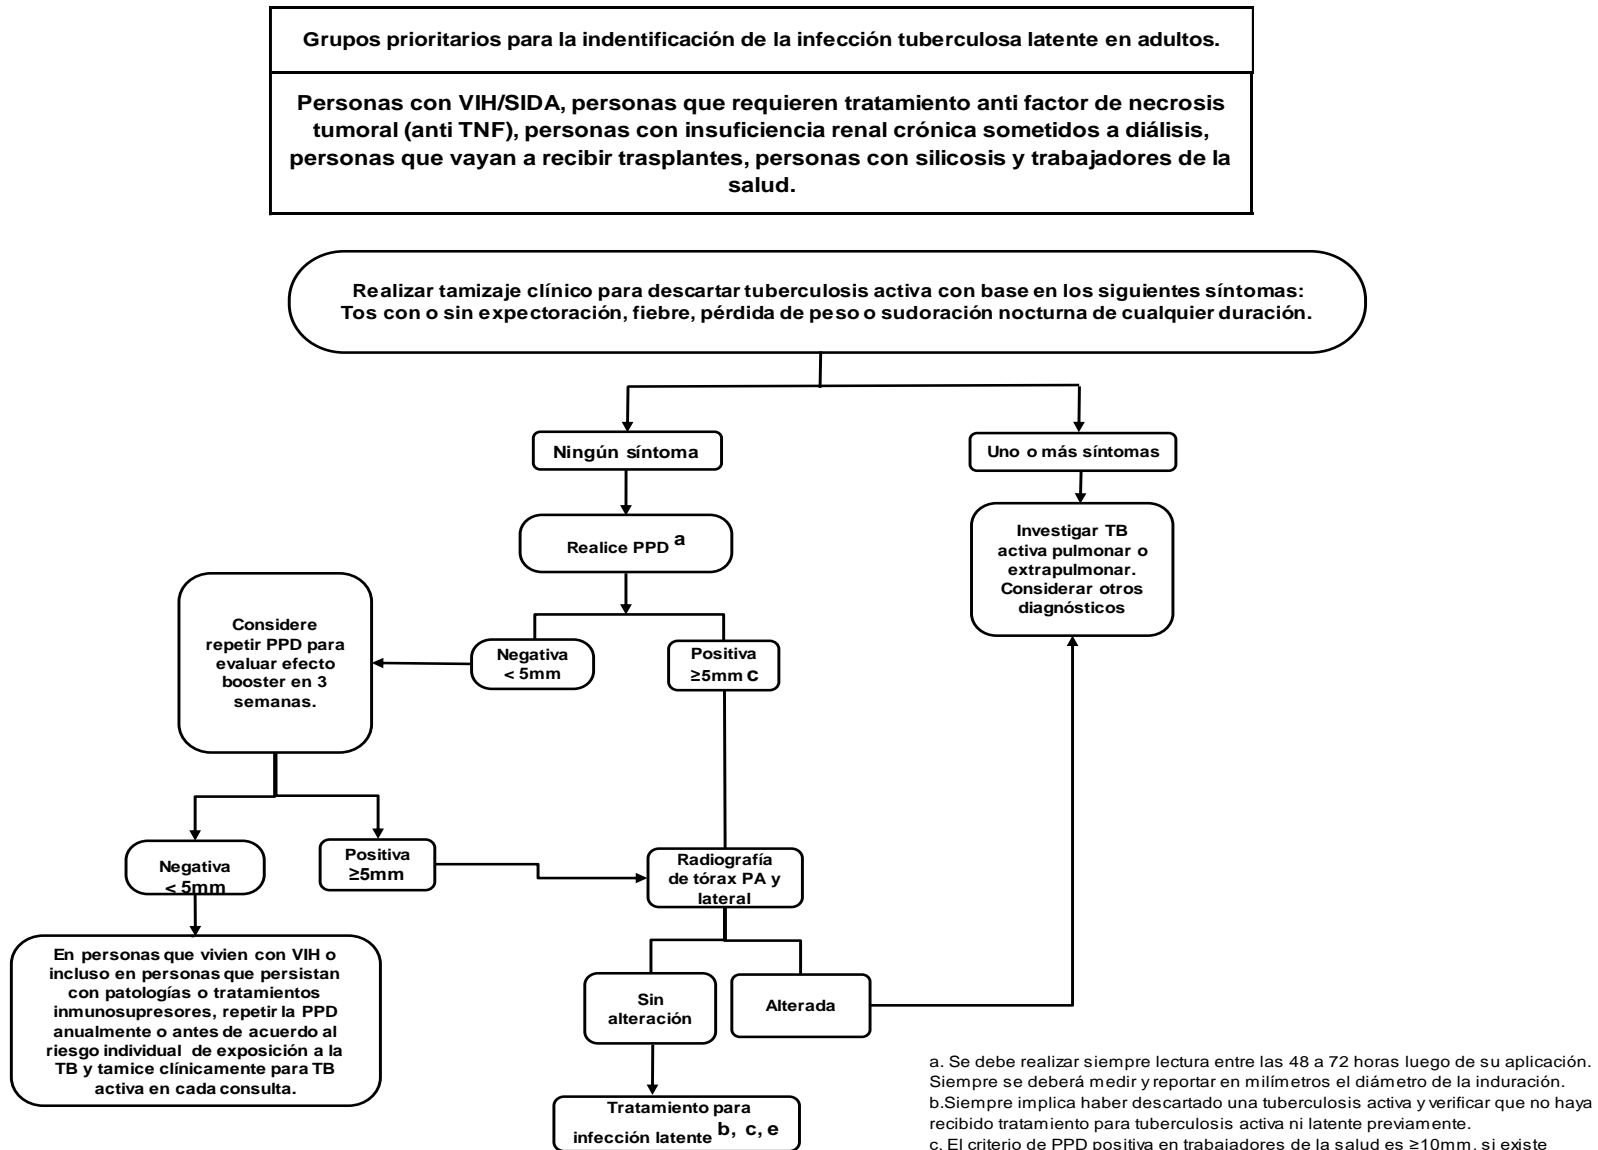 Grupos prioritarios para la indentificación de la infección tuberculosa latente en adultos.
Personas con VIH/SIDA, personas que requieren tratamiento anti factor de necrosis
tumoral (anti TNF), personas con insuficiencia renal crónica sometidos a diálisis,
personas que vayan a recibir trasplantes, personas con silicosis y trabajadores de la
salud.
Realizar tamizaje clínico para descartar tuberculosis activa con base en los siguientes síntomas:
Tos con o sin expectoración, fiebre, pérdida de peso o sudoración nocturna de cualquier duración.
Ningún síntoma
Uno o más síntomas
Realice PPD a
Investigar TB
activa pulmonar o
extrapulmonar.
Considerar otros
diagnósticos
Considere
repetir PPD para
evaluar efecto
booster en 3
semanas.
Negativa
< 5mm
Positiva
≥5mm c
Negativa
< 5mm
Positiva
≥5mm
Radiografía
de tórax PA y
lateral
En personas que vivien con VIH o
incluso en personas que persistan
con patologías o tratamientos
inmunosupresores, repetir la PPD
anualmente o antes de acuerdo al
riesgo individual de exposición a la
TB y tamice clínicamente para TB
activa en cada consulta.
Sin
alteración
Alterada
Tratamiento para
infección latente b, c, e
a. Se debe realizar siempre lectura entre las 48 a 72 horas luego de su aplicación.
Siempre se deberá medir y reportar en milímetros el diámetro de la induración.
b.Siempre implica haber descartado una tuberculosis activa y verificar que no haya
recibido tratamiento para tuberculosis activa ni latente previamente.
c. El criterio de PPD positiva en trabajadores de la salud es ≥10mm, si existe